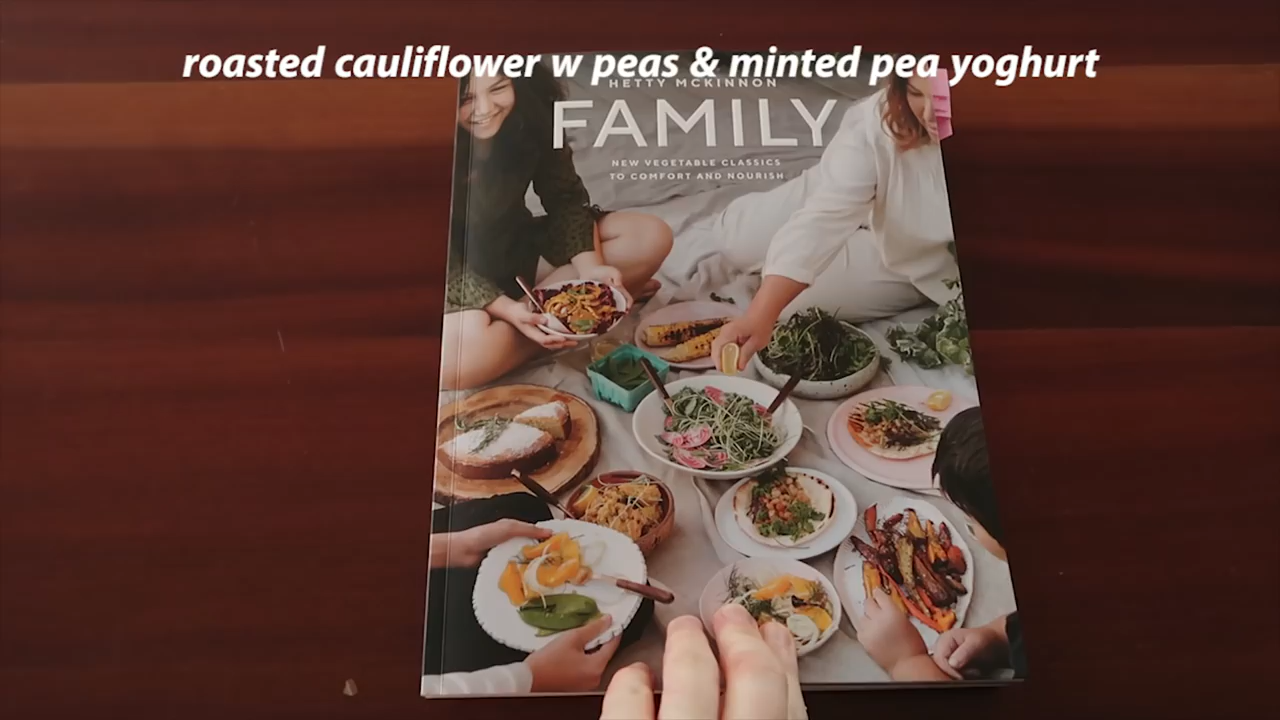 roasted cauliflower w peas & minted pea yoghurt
HETTY MCKINNON
FAMILY
NEW VEGETABLE CLASSICS
TO COMFORT AND NOURISH